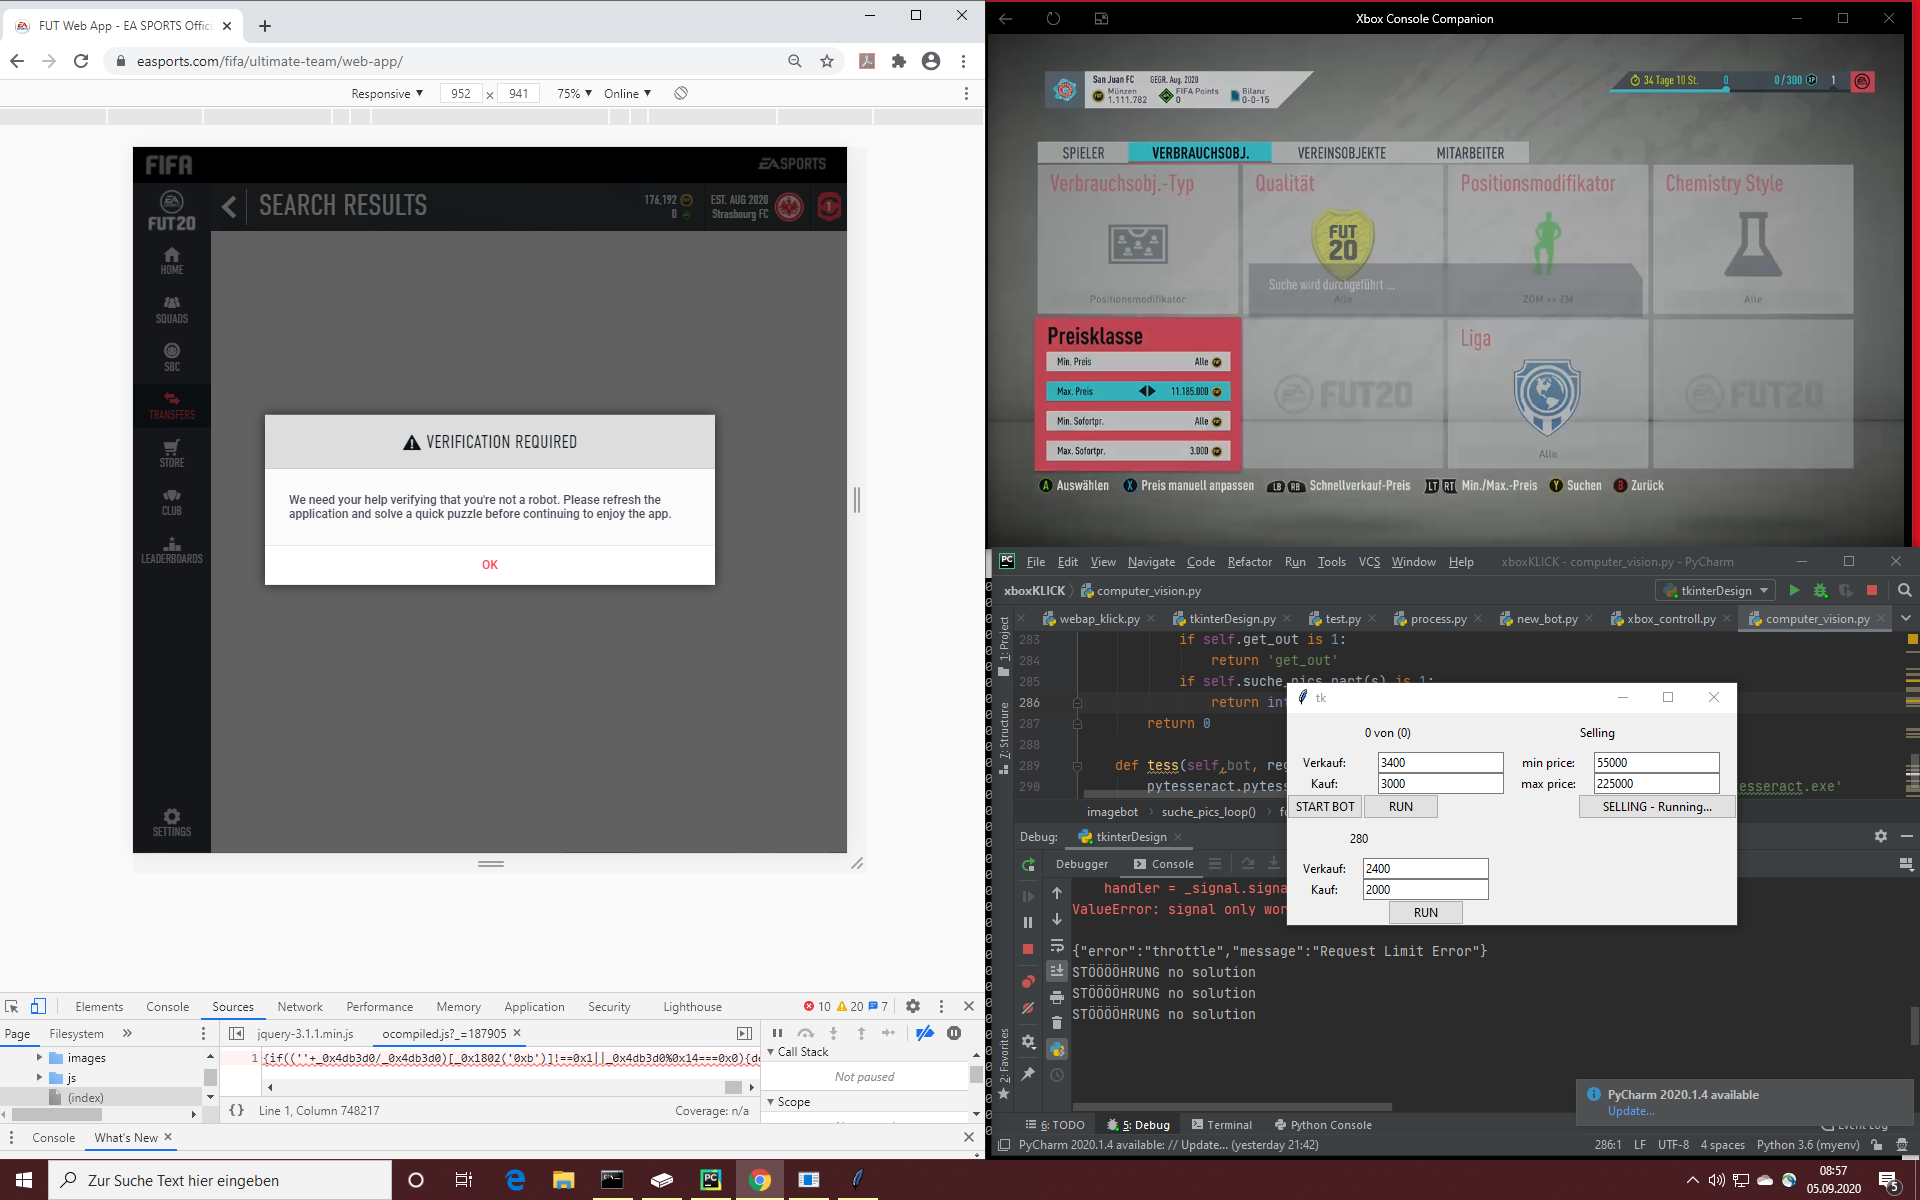 FUT Web App - EA SPORTS Offici
easports.com/fifa/ultimate-team/web-app/
Responsive ▼ 952 x 941 75% ▼ Online ▼
FIFA
EA SPORTS
FUT20
SEARCH RESULTS
176,192
0
EST. AUG 2020
Strasbourg FC
1
HOME
SQUADS
SBC
TRANSFERS
STORE
CLUB
LEADERBOARDS
SETTINGS
VERIFICATION REQUIRED
We need your help verifying that you're not a robot. Please refresh the
application and solve a quick puzzle before continuing to enjoy the app.
OK
Elements Console Sources Network Performance Memory Application Security Lighthouse 10 20 7
Page Filesystem » jquery-3.1.1.min.js ocompiled.js?_=187905
images
js
(index)
1 {if((''+_0x4db3d0/_0x4db3d0)[_0x1802('0xb')]!==0x1||_0x4db3d0%0x14===0x0){de
{} Line 1, Column 748217 Coverage: n/a
Call Stack
Not paused
Scope
Console What's New
Xbox Console Companion
San Juan FC GEGR. Aug. 2020
Münzen 1.111.782
FIFA Points 0
Bilanz 0-0-15
34 Tage 10 St. 0 0/300 XP 1
SPIELER VERBRAUCHSOBJ. VEREINSOBJEKTE MITARBEITER
Verbrauchsobj.-Typ
Positionsmodifikator
Qualität
FUT 20
Alle
Positionsmodifikator
ZOM >> ZM
Chemistry Style
Alle
Suche wird durchgeführt ...
Preisklasse
Min. Preis Alle
Max. Preis 11.185.000
Min. Sofortpr. Alle
Max. Sofortpr. 3.000
FUT20
Liga
Alle
FUT20
A Auswählen X Preis manuell anpassen LB RB Schnellverkauf-Preis LT RT Min./Max.-Preis Y Suchen B Zurück
PC File Edit View Navigate Code Refactor Run Tools VCS Window Help xboxKLICK - computer_vision.py - PyCharm
xboxKLICK computer_vision.py tkinterDesign
webap_klick.py tkinterDesign.py test.py process.py new_bot.py xbox_controll.py computer_vision.py
1: Project
7: Structure
2: Favorites
283 if self.get_out is 1:
284 return 'get_out'
285 if self.suche_pics_part(s) is 1:
286 return int
287 return 0
288
289 def tess(self,bot, reg
290 pytesseract.pytess
esseract.exe'
imagebot suche_pics_loop()
tk
0 von (0) Selling
Verkauf: 3400 min price: 55000
Kauf: 3000 max price: 225000
START BOT RUN SELLING - Running...
280
Verkauf: 2400
Kauf: 2000
RUN
Debug: tkinterDesign
Debugger Console
handler = _signal.signa
ValueError: signal only wor
{"error":"throttle","message":"Request Limit Error"}
STÖÖÖÖHRUNG no solution
STÖÖÖÖHRUNG no solution
STÖÖÖÖHRUNG no solution
PyCharm 2020.1.4 available
Update...
6: TODO 5: Debug Terminal Python Console Event Log
PyCharm 2020.1.4 available: // Update... (yesterday 21:42) 286:1 LF UTF-8 4 spaces Python 3.6 (myenv)
Zur Suche Text hier eingeben
08:57
05.09.2020
5